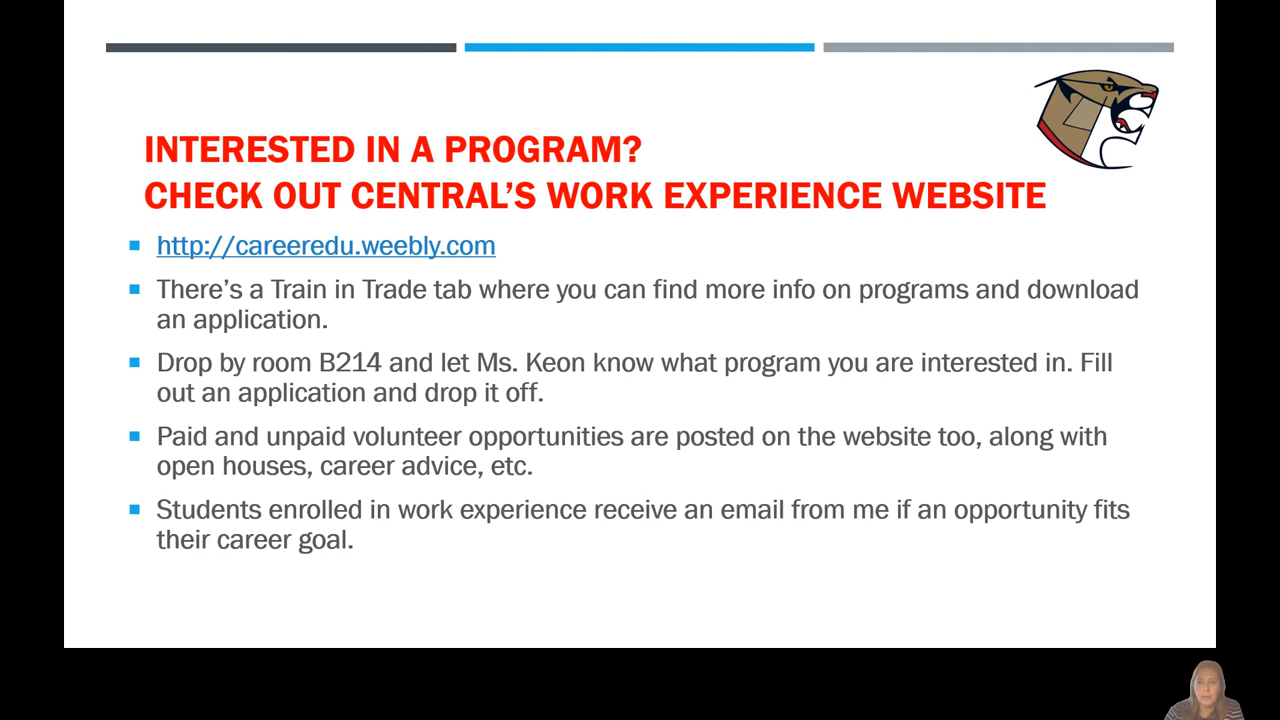 INTERESTED IN A PROGRAM?
CHECK OUT CENTRAL'S WORK EXPERIENCE WEBSITE
http://careeredu.weebly.com
There's a Train in Trade tab where you can find more info on programs and download
an application.
Drop by room B214 and let Ms. Keon know what program you are interested in. Fill
out an application and drop it off.
Paid and unpaid volunteer opportunities are posted on the website too, along with
open houses, career advice, etc.
Students enrolled in work experience receive an email from me if an opportunity fits
their career goal.